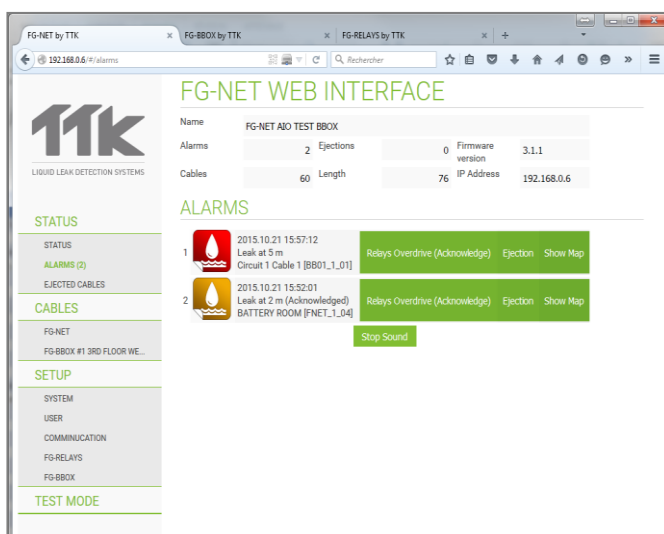 FG-NET by TTK
FG-BBOX by TTK
FG-RELAYS by TTK
192.168.0.6/#/alarms
Rechercher
FG-NET WEB INTERFACE
Name FG-NET AIO TEST BBOX
Alarms 2 Ejections 0 Firmware version 3.1.1
Cables 60 Length 76 IP Address 192.168.0.6
TTK
LIQUID LEAK DETECTION SYSTEMS
STATUS
STATUS
ALARMS (2)
EJECTED CABLES
CABLES
FG-NET
FG-BBOX #1 3RD FLOOR WE...
SETUP
SYSTEM
USER
COMMINUCATION
FG-RELAYS
FG-BBOX
TEST MODE
ALARMS
1
2015.10.21 15:57:12
Leak at 5 m
Circuit 1 Cable 1 [BB01_1_01]
Relays Overdrive (Acknowledge) Ejection Show Map
2
2015.10.21 15:52:01
Leak at 2 m (Acknowledged)
BATTERY ROOM [FNET_1_04]
Relays Overdrive (Acknowledge) Ejection Show Map
Stop Sound